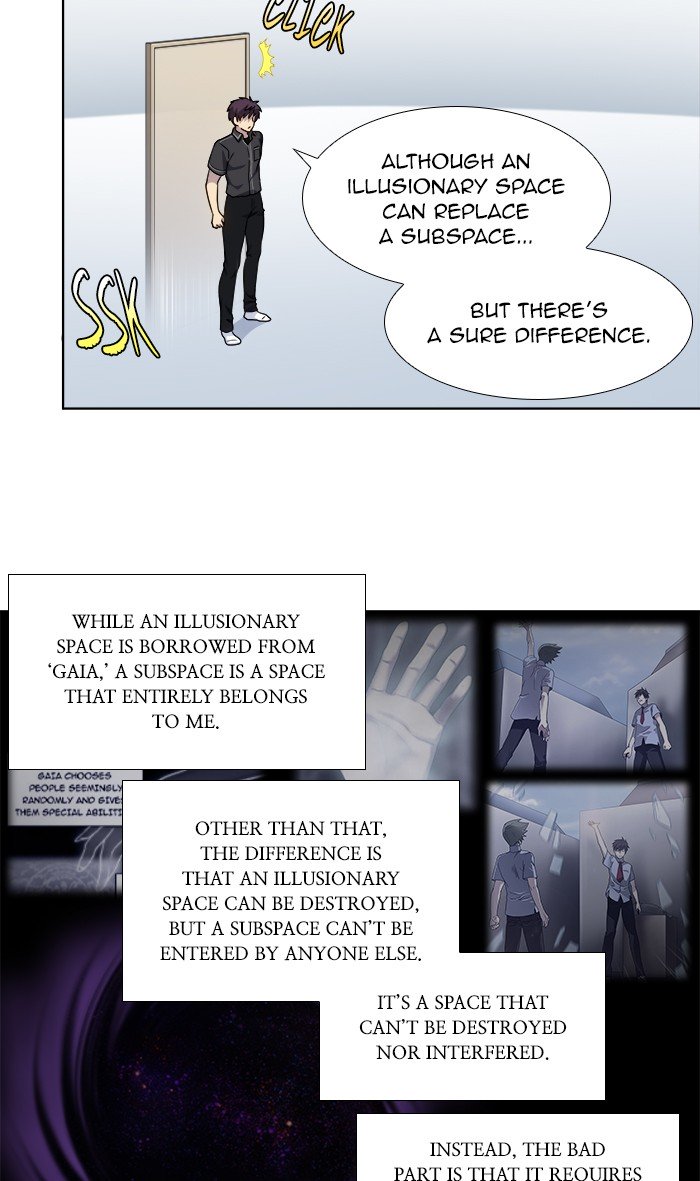 CLICK
ALTHOUGH AN
ILLUSIONARY SPACE
CAN REPLACE
A SUBSPACE...
BUT THERE'S
A SURE DIFFERENCE.
SSK
WHILE AN ILLUSIONARY
SPACE IS BORROWED FROM
'GAIA,' A SUBSPACE IS A SPACE
THAT ENTIRELY BELONGS
TO ME.
GAIA CHOOSES
PEOPLE SEEMINGLY
RANDOMLY AND GIVES
THEM SPECIAL ABILITI
OTHER THAN THAT,
THE DIFFERENCE IS
THAT AN ILLUSIONARY
SPACE CAN BE DESTROYED,
BUT A SUBSPACE CAN'T BE
ENTERED BY ANYONE ELSE.
IT'S A SPACE THAT
CAN'T BE DESTROYED
NOR INTERFERED.
INSTEAD, THE BAD
PART IS THAT IT REQUIRES